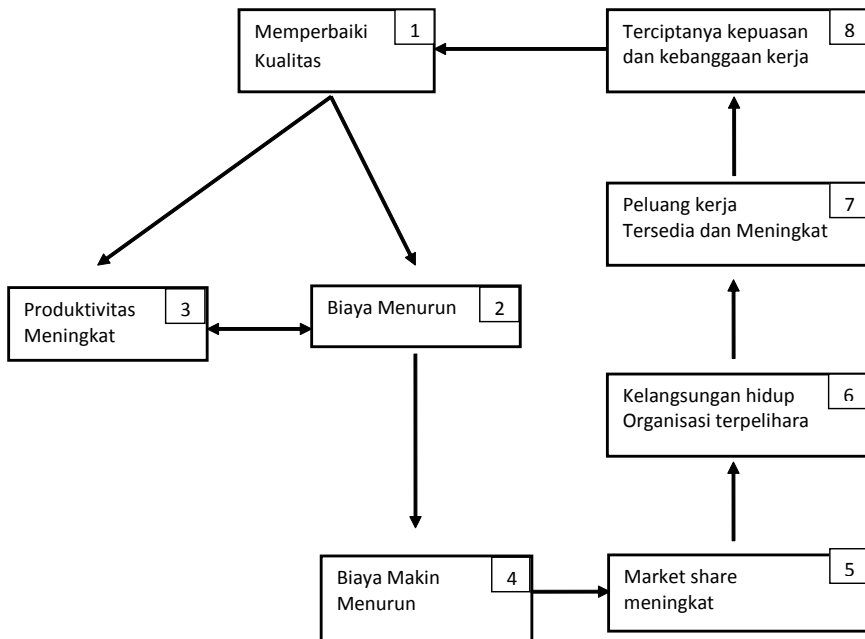 Memperbaiki
Kualitas
1
Biaya Menurun
2
Produktivitas
Meningkat
3
Biaya Makin
Menurun
4
Market share
meningkat
5
Kelangsungan hidup
Organisasi terpelihara
6
Peluang kerja
Tersedia dan Meningkat
7
Terciptanya kepuasan
dan kebanggaan kerja
8